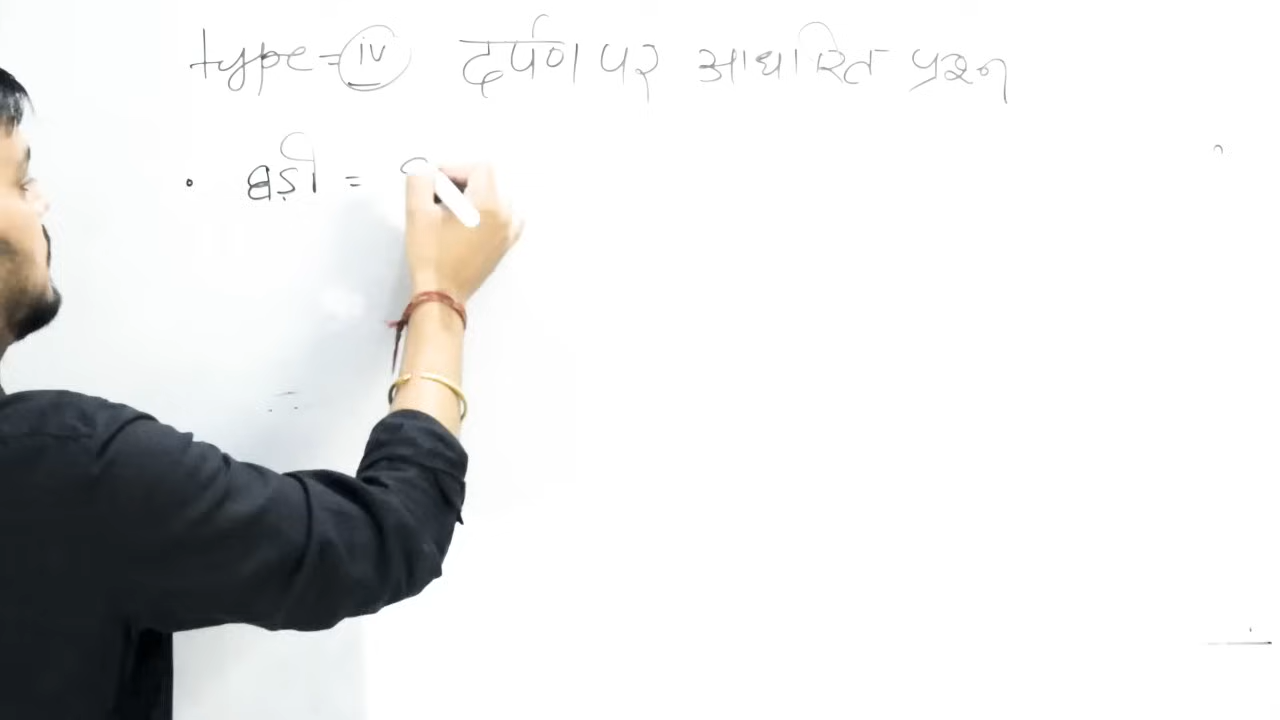 type=(iv) दर्पण पर आधारित प्रश्न
• घड़ी =